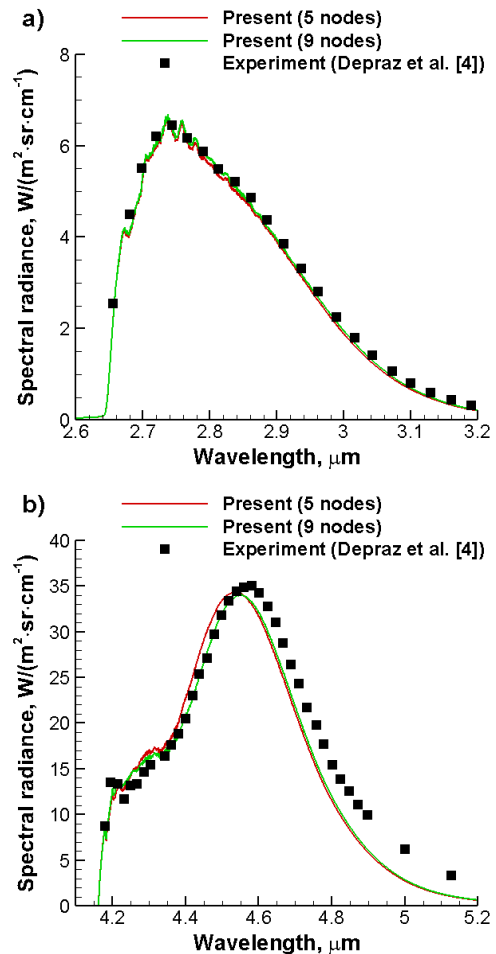 a)
Present (5 nodes)
Present (9 nodes)
Experiment (Depraz et al. [4])
Spectral radiance, W/(m²·sr·cm⁻¹)
8
6
4
2
0
2.6 2.7 2.8 2.9 3 3.1 3.2
Wavelength, μm
b)
Present (5 nodes)
Present (9 nodes)
Experiment (Depraz et al. [4])
Spectral radiance, W/(m²·sr·cm⁻¹)
40
35
30
25
20
15
10
5
0
4.2 4.4 4.6 4.8 5 5.2
Wavelength, μm